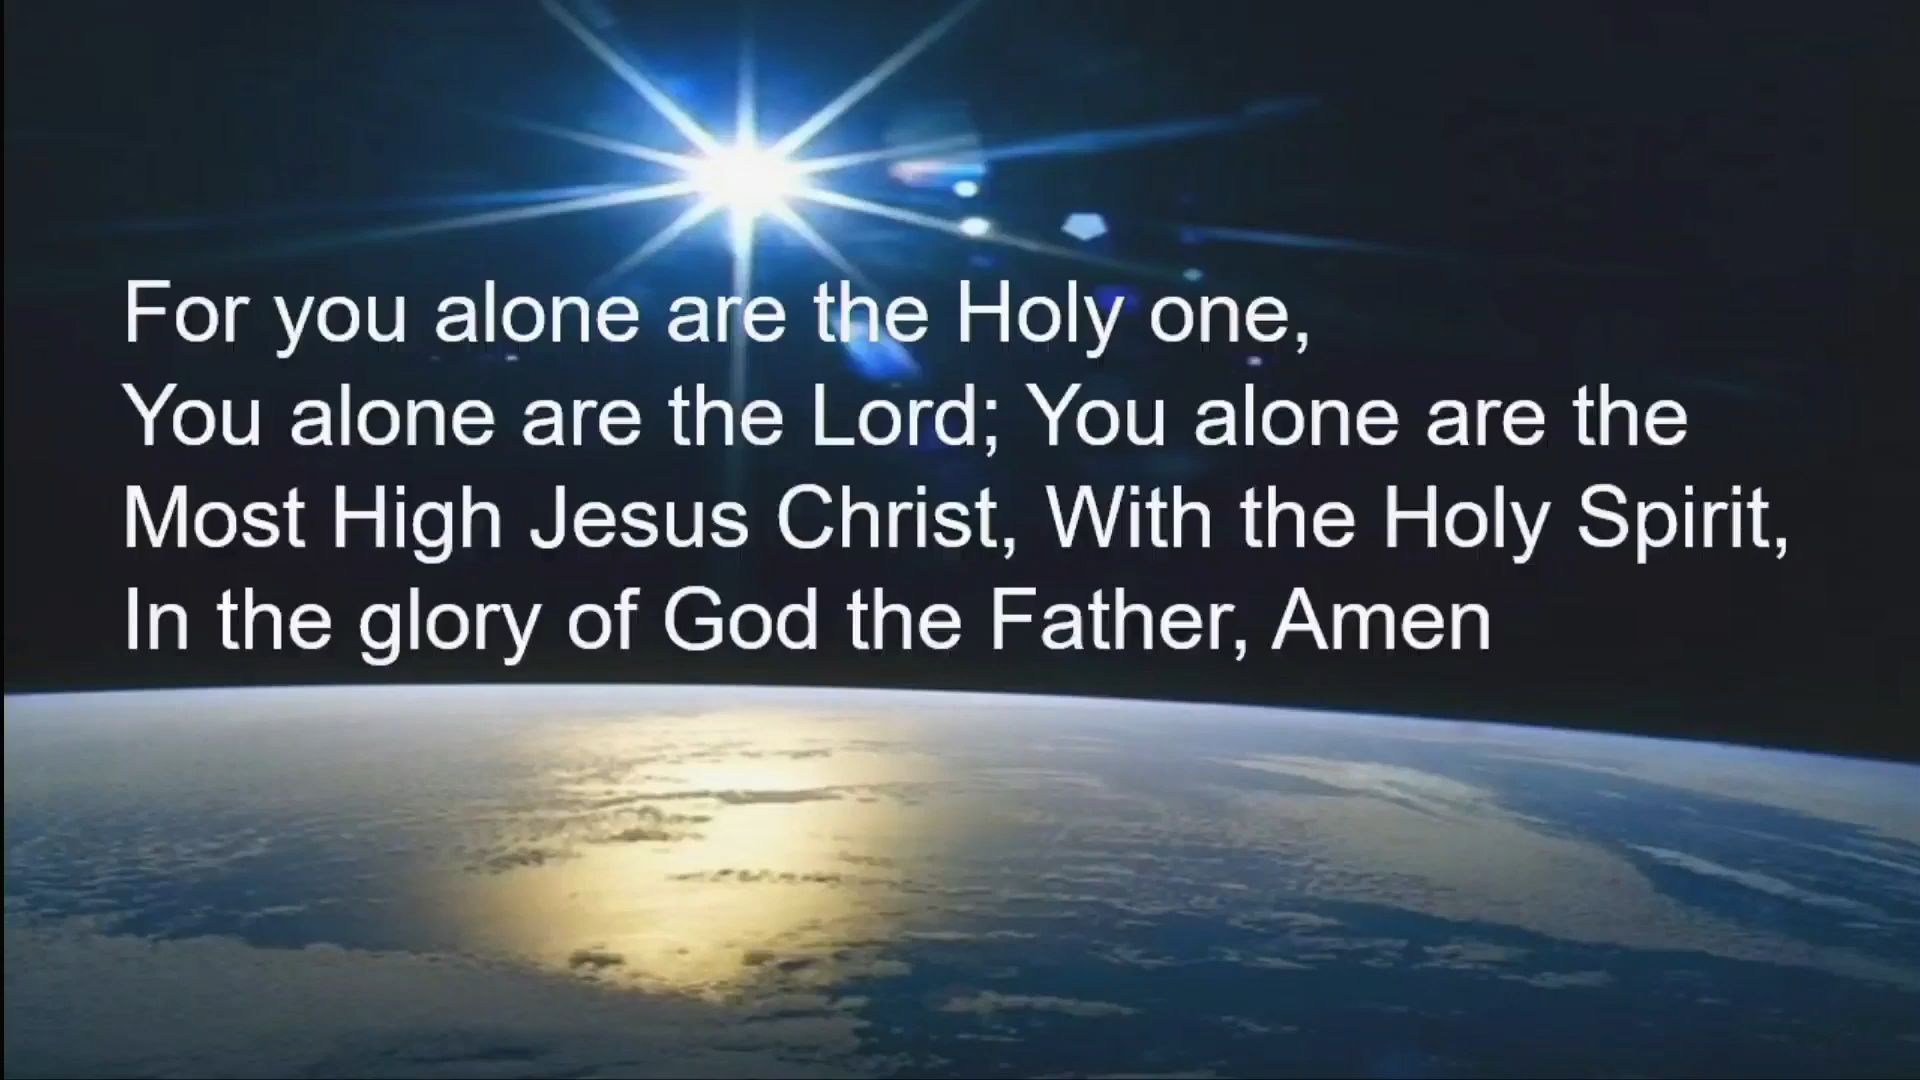 For you alone are the Holy one,
You alone are the Lord; You alone are the
Most High Jesus Christ, With the Holy Spirit,
In the glory of God the Father, Amen